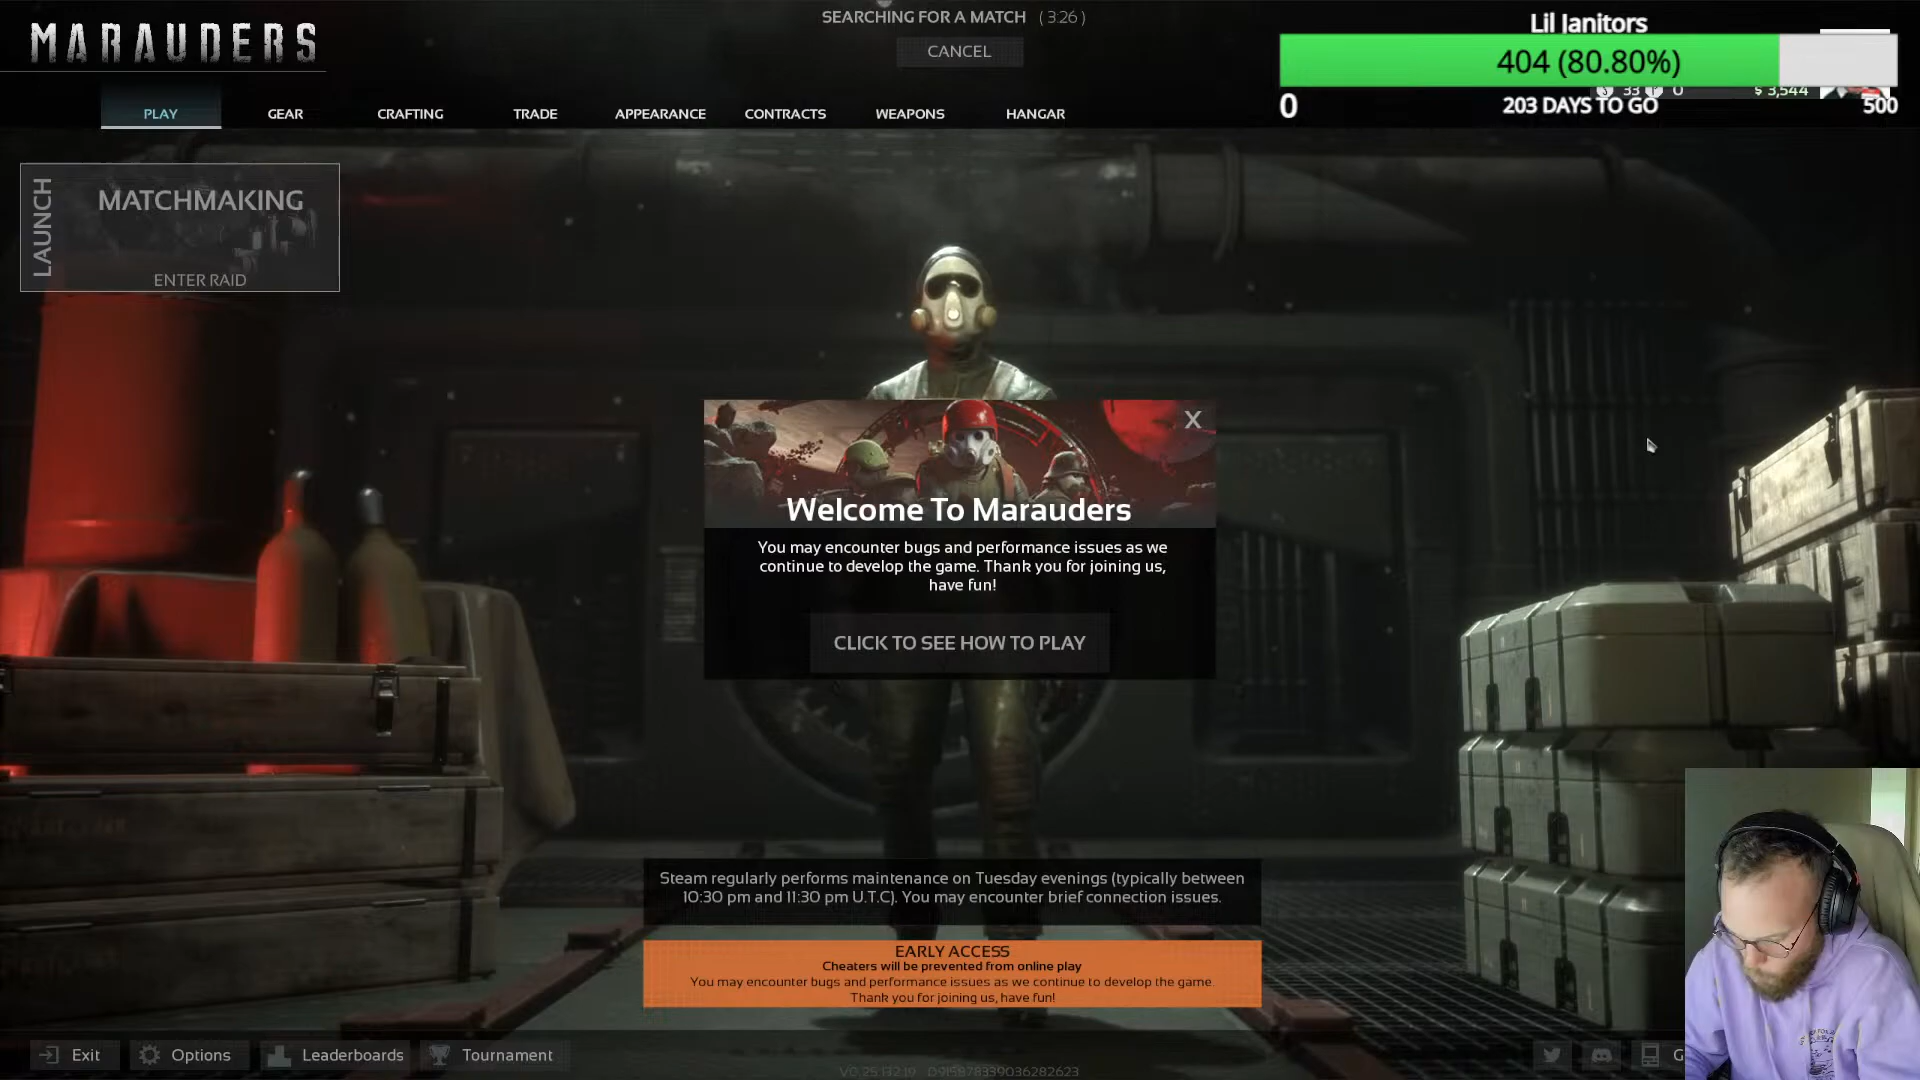 MARAUDERS
SEARCHING FOR A MATCH ( 3:26 )
CANCEL
Lil Janitors
404 (80.80%)
33 0 $ 3,544
0 203 DAYS TO GO 500
PLAY GEAR CRAFTING TRADE APPEARANCE CONTRACTS WEAPONS HANGAR
LAUNCH
MATCHMAKING
ENTER RAID
X
Welcome To Marauders
You may encounter bugs and performance issues as we
continue to develop the game. Thank you for joining us,
have fun!
CLICK TO SEE HOW TO PLAY
Steam regularly performs maintenance on Tuesday evenings (typically between
10:30 pm and 11:30 pm U.T.C). You may encounter brief connection issues.
EARLY ACCESS
Cheaters will be prevented from online play
You may encounter bugs and performance issues as we continue to develop the game.
Thank you for joining us, have fun!
Exit Options Leaderboards Tournament G